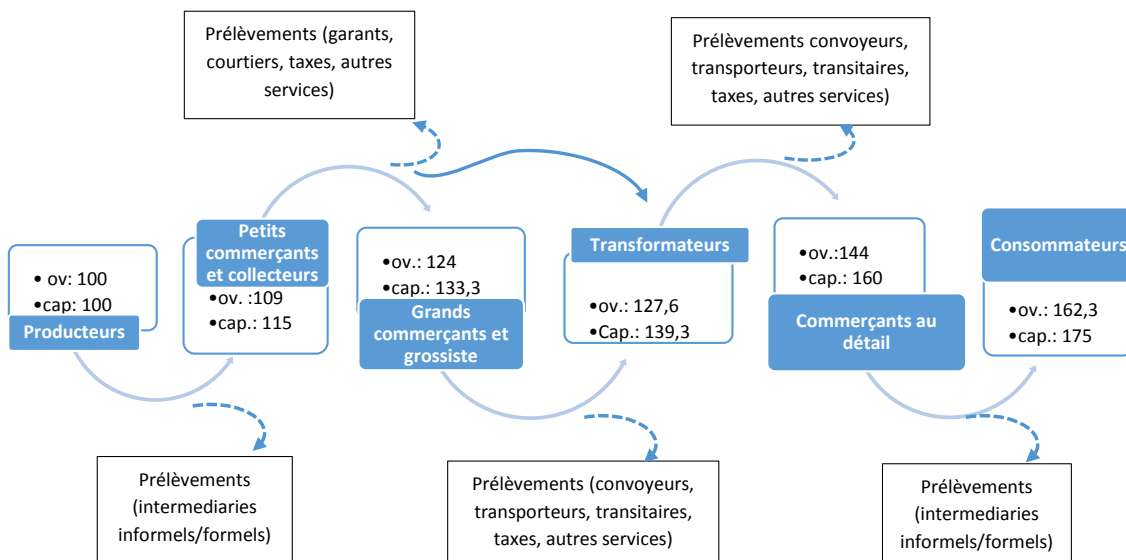 Prélèvements (garants,
courtiers, taxes, autres
services)
Prélèvements convoyeurs,
transporteurs, transitaires,
taxes, autres services)
•ov: 100
•cap: 100
Producteurs
Petits
commerçants
et collecteurs
•ov. :109
•cap.: 115
•ov.: 124
•cap.: 133,3
Grands
commerçants et
grossiste
Transformateurs
•ov.: 127,6
•Cap.: 139,3
•ov.:144
•cap.: 160
Commerçants au
détail
Consommateurs
•ov.: 162,3
•cap.: 175
Prélèvements
(intermediaries
informels/formels)
Prélèvements (convoyeurs,
transporteurs, transitaires,
taxes, autres services)
Prélèvements
(intermediaries
informels/formels)